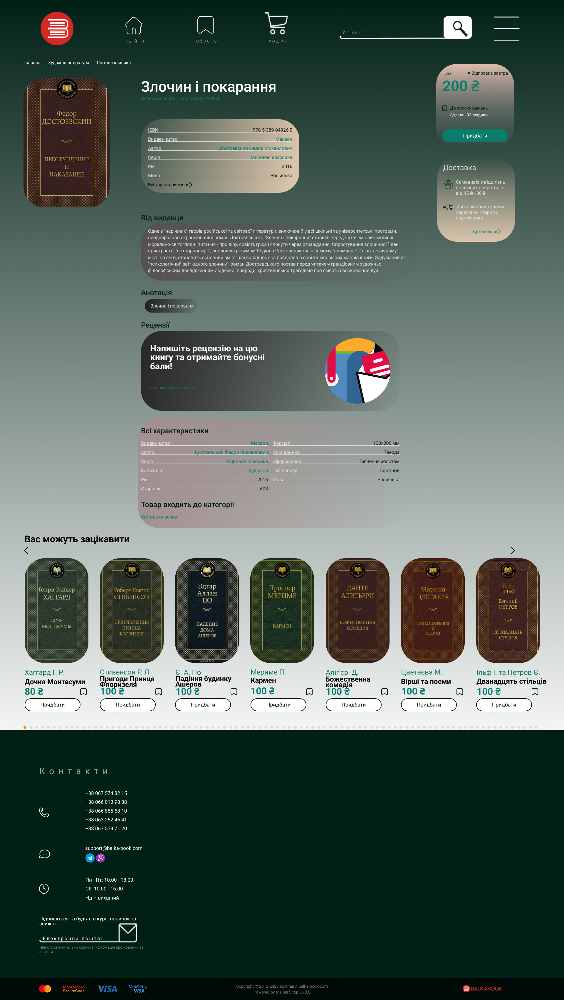 увійти
обране
кошик
пошук...
Головна Художня література Світова класика
Федор
ДОСТОЕВСКИЙ
ПРЕСТУПЛЕНИЕ
И
НАКАЗАНИЕ
Злочин і покарання
Паперова книга Код товару: #39988
ISBN 978-5-389-04926-0
Видавництво Махаон
Автор Достоевский Федор Михайлович
Серія Мировая классика
Рік 2016
Мова Російська
Всі характеристики
Ціна Відправка завтра
200 ₴
До списку бажань
Додали: 33 людини
Придбати
Доставка
Самовивіз з відділень
поштових операторів
від 45 ₴ - 80 ₴
Доставка поштовими
сервісами - тарифи
перевізника
Детальніше
Від видавця
Одне з "наріжних" творів російської та світової літератури, включений у всі шкільні та університетські програми,
неодноразово екранізований роман Достоєвського "Злочин і покарання" ставить перед читачем найважливіші
морально-світоглядні питання - про віру, совісті, гріха і спокути через страждання. Спростування злочинної "ідеї-
пристрасті", "потворної мрії", оволоділа розумом Родіона Раскольникова в самому "навмисне" і "фантастичному"
місті на світі, становить основний зміст цієї складної, яка поєднала в собі кілька різних жанрів книги. Задуманий як
"психологічний звіт одного злочину", роман Достоєвського постав перед читачем грандіозним художньо-
філософським дослідженням людської природи, християнської трагедією про смерть і воскресіння душі.
Анотація
Злочин і покарання
Рецензії
Напишіть рецензію на цю
книгу та отримайте бонусні
бали!
Потрібна реєстрація
Всі характеристики
Видавництво Махаон
Автор Достоевский Федор Михайлович
Серія Мировая классика
Категорія Художня
Рік 2016
Сторінок 608
Формат 130x200 мм
Обкладинка Тверда
Оформлення Тиснення золотом
Тип паперу Газетний
Мова Російська
Товар входить до категорії
Світова класика
Вас можуть зацікавити
Генри Райдер
ХАГГАРД
ДОЧЬ
МОНТЕСУМЫ
Хаггард Г. Р.
Дочка Монтесуми
80 ₴
Придбати
Роберт Льюис
СТИВЕНСОН
ПРИКЛЮЧЕНИЯ
ПРИНЦА
ФЛОРИЗЕЛЯ
Стивенсон Р. Л.
Пригоди Принца
Флоризеля
100 ₴
Придбати
Эдгар
Аллан
ПО
ПАДЕНИЕ
ДОМА
АШЕРОВ
Є. А. По
Падіння будинку
Ашеров
100 ₴
Придбати
Проспер
МЕРИМЕ
КАРМЕН
Мериме П.
Кармен
100 ₴
Придбати
ДАНТЕ
АЛИГЬЕРИ
БОЖЕСТВЕННАЯ
КОМЕДИЯ
Аліг'єрі Д.
Божественна
комедія
100 ₴
Придбати
Марина
ЦВЕТАЕВА
СТИХОТВОРЕНИЯ
И
ПОЭМЫ
Цветаєва М.
Вірші та поеми
100 ₴
Придбати
Илья
ИЛЬФ
Евгений
ПЕТРОВ
ДВЕНАДЦАТЬ
СТУЛЬЕВ
Ільф І. та Петров Є.
Дванадцять стільців
100 ₴
Придбати
Контакти
+38 067 574 32 15
+38 066 013 98 38
+38 066 855 58 10
+38 063 252 46 41
+38 067 574 71 20
support@balka-book.com
Пн - Пт: 10.00 - 18.00
Сб: 10.00 - 16.00
Нд – вихідний
Підпишіться та будьте в курсі новинок та
знижок
Електронна пошта:
Ніякого спаму, тільки корисна інформація про новинки та
знижки
Mastercard
SecureCode
VISA
Verified by
VISA
Copyright © 2012-2023 компанія balka-book.com
Powered by Melbis Shop v6.3.0
BALKABOOK